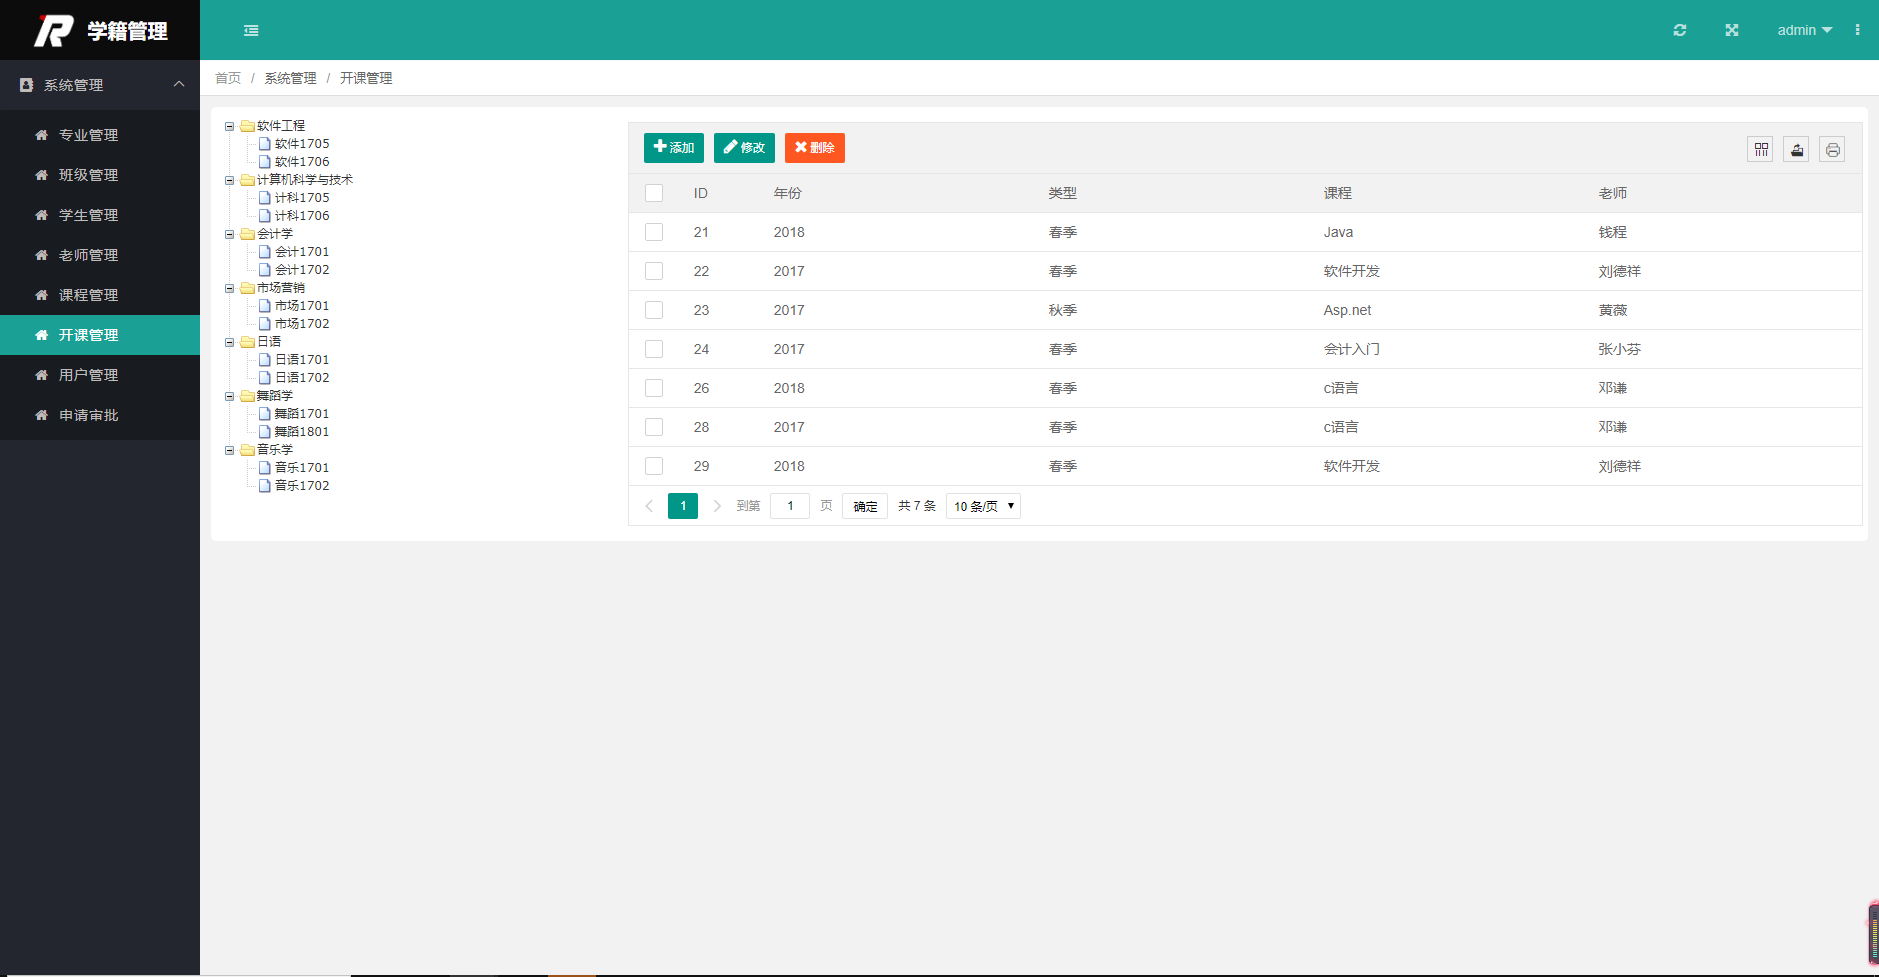 学籍管理
admin
系统管理
专业管理
班级管理
学生管理
老师管理
课程管理
开课管理
用户管理
申请审批
首页 / 系统管理 / 开课管理
软件工程
软件1705
软件1706
计算机科学与技术
计科1705
计科1706
会计学
会计1701
会计1702
市场营销
市场1701
市场1702
日语
日语1701
日语1702
舞蹈学
舞蹈1701
舞蹈1801
音乐学
音乐1701
音乐1702
添加 修改 删除
ID 年份 类型 课程 老师
21 2018 春季 Java 钱程
22 2017 春季 软件开发 刘德祥
23 2017 秋季 Asp.net 黄薇
24 2017 春季 会计入门 张小芬
26 2018 春季 c语言 邓谦
28 2017 春季 c语言 邓谦
29 2018 春季 软件开发 刘德祥
1 到第 1 页 确定 共 7 条 10 条/页